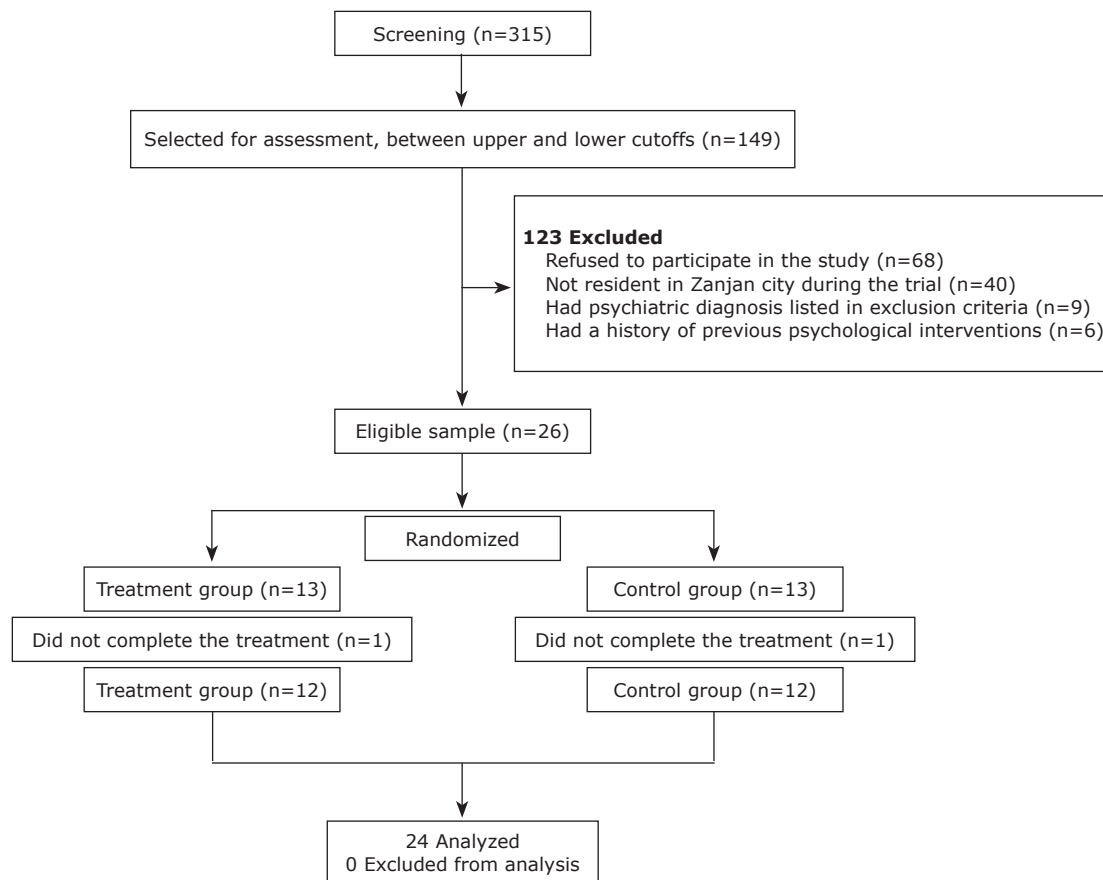 Screening (n=315)
Selected for assessment, between upper and lower cutoffs (n=149)
123 Excluded
Refused to participate in the study (n=68)
Not resident in Zanjan city during the trial (n=40)
Had psychiatric diagnosis listed in exclusion criteria (n=9)
Had a history of previous psychological interventions (n=6)
Eligible sample (n=26)
Randomized
Treatment group (n=13)
Control group (n=13)
Did not complete the treatment (n=1)
Did not complete the treatment (n=1)
Treatment group (n=12)
Control group (n=12)
24 Analyzed
0 Excluded from analysis